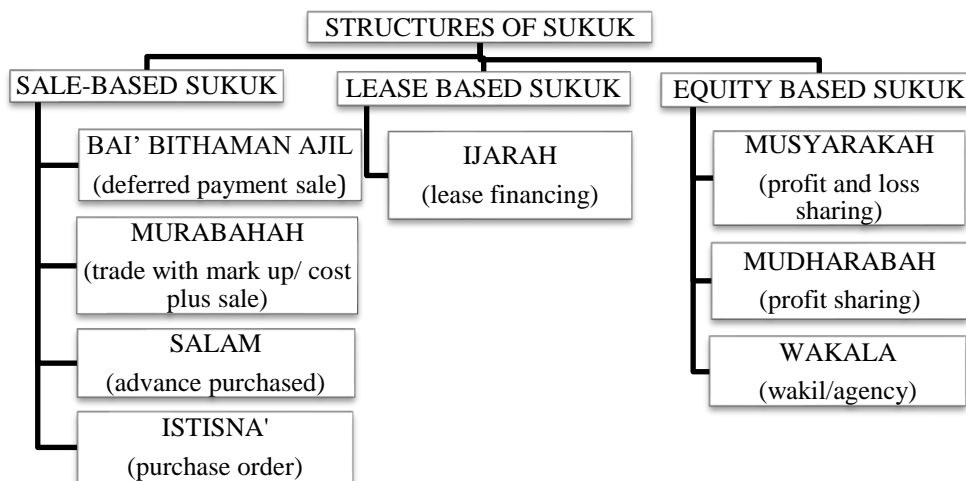 STRUCTURES OF SUKUK
SALE-BASED SUKUK
BAI’ BITHAMAN AJIL
(deferred payment sale)
MURABAHAH
(trade with mark up/ cost
plus sale)
SALAM
(advance purchased)
ISTISNA'
(purchase order)
LEASE BASED SUKUK
IJARAH
(lease financing)
EQUITY BASED SUKUK
MUSYARAKAH
(profit and loss
sharing)
MUDHARABAH
(profit sharing)
WAKALA
(wakil/agency)